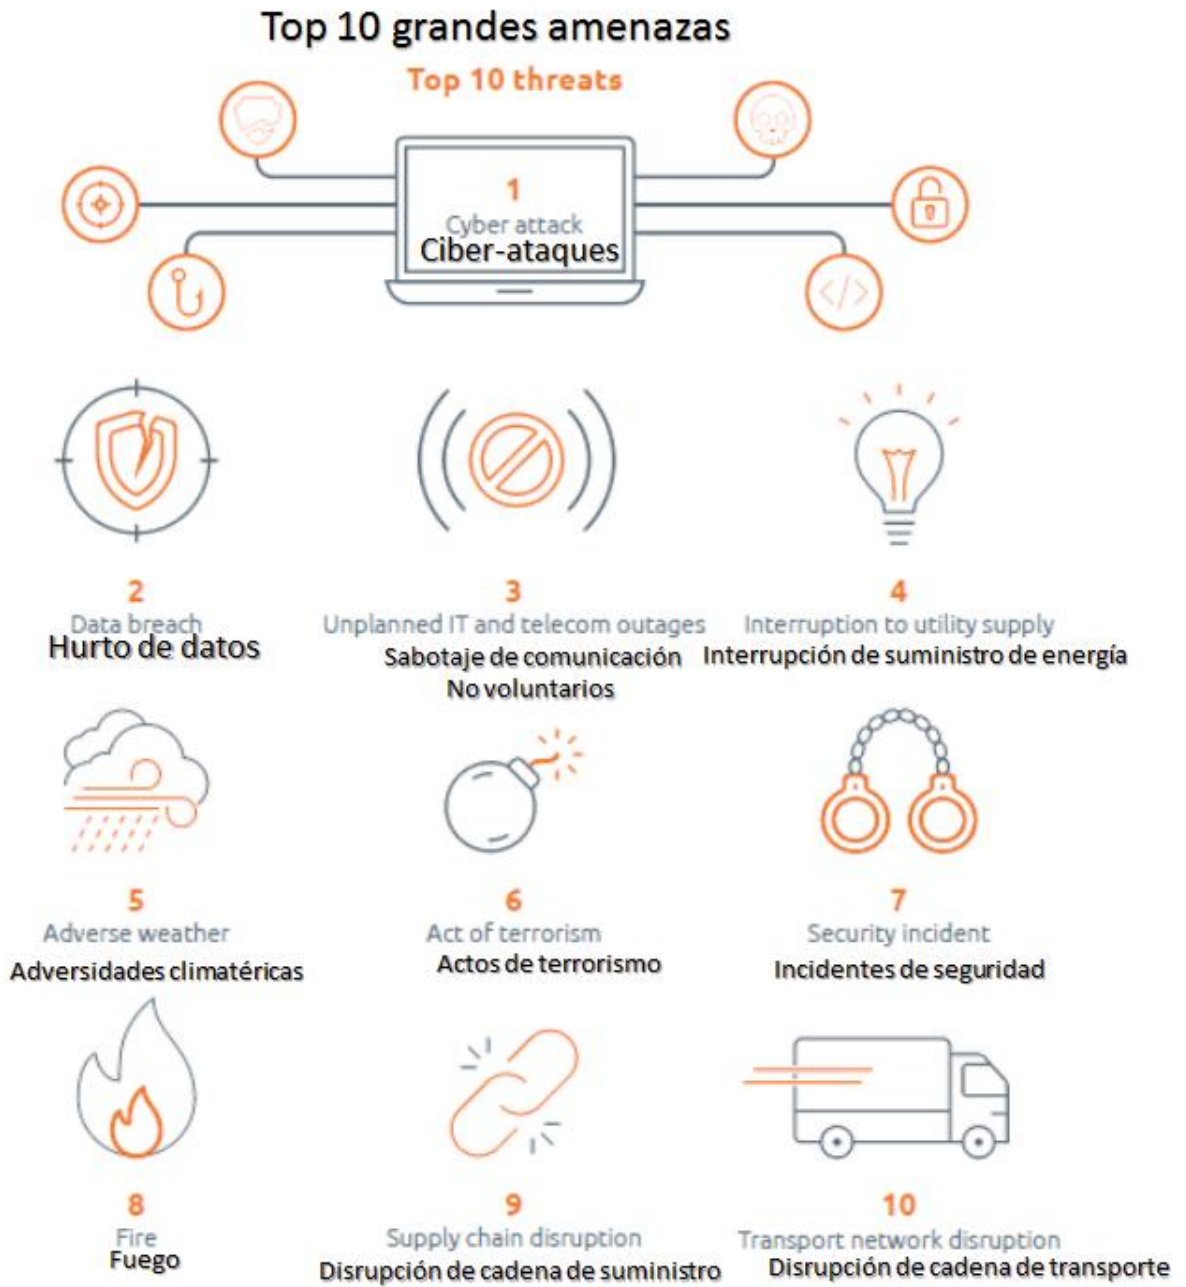 Top 10 grandes amenazas
Top 10 threats
1
Cyber attack
Ciber-ataques
</>
2
Data breach
Hurto de datos
3
Unplanned IT and telecom outages
Sabotaje de comunicación
No voluntarios
4
Interruption to utility supply
Interrupción de suministro de energía
5
Adverse weather
Adversidades climatéricas
6
Act of terrorism
Actos de terrorismo
7
Security incident
Incidentes de seguridad
8
Fire
Fuego
9
Supply chain disruption
Disrupción de cadena de suministro
10
Transport network disruption
Disrupción de cadena de transporte